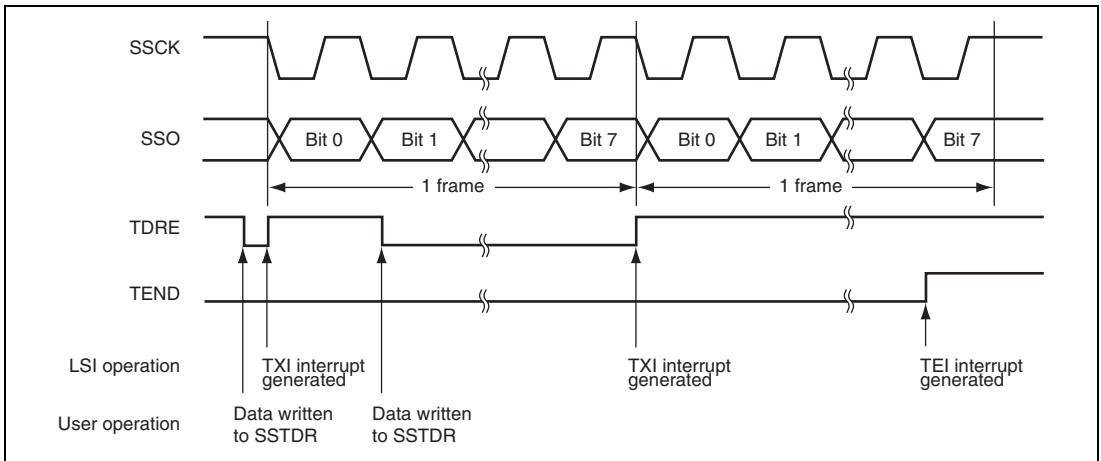 SSCK
SSO
Bit 0
Bit 1
Bit 7
Bit 0
Bit 1
Bit 7
1 frame
1 frame
TDRE
TEND
LSI operation
TXI interrupt
generated
TXI interrupt
generated
TEI interrupt
generated
User operation
Data written
to SSTDR
Data written
to SSTDR